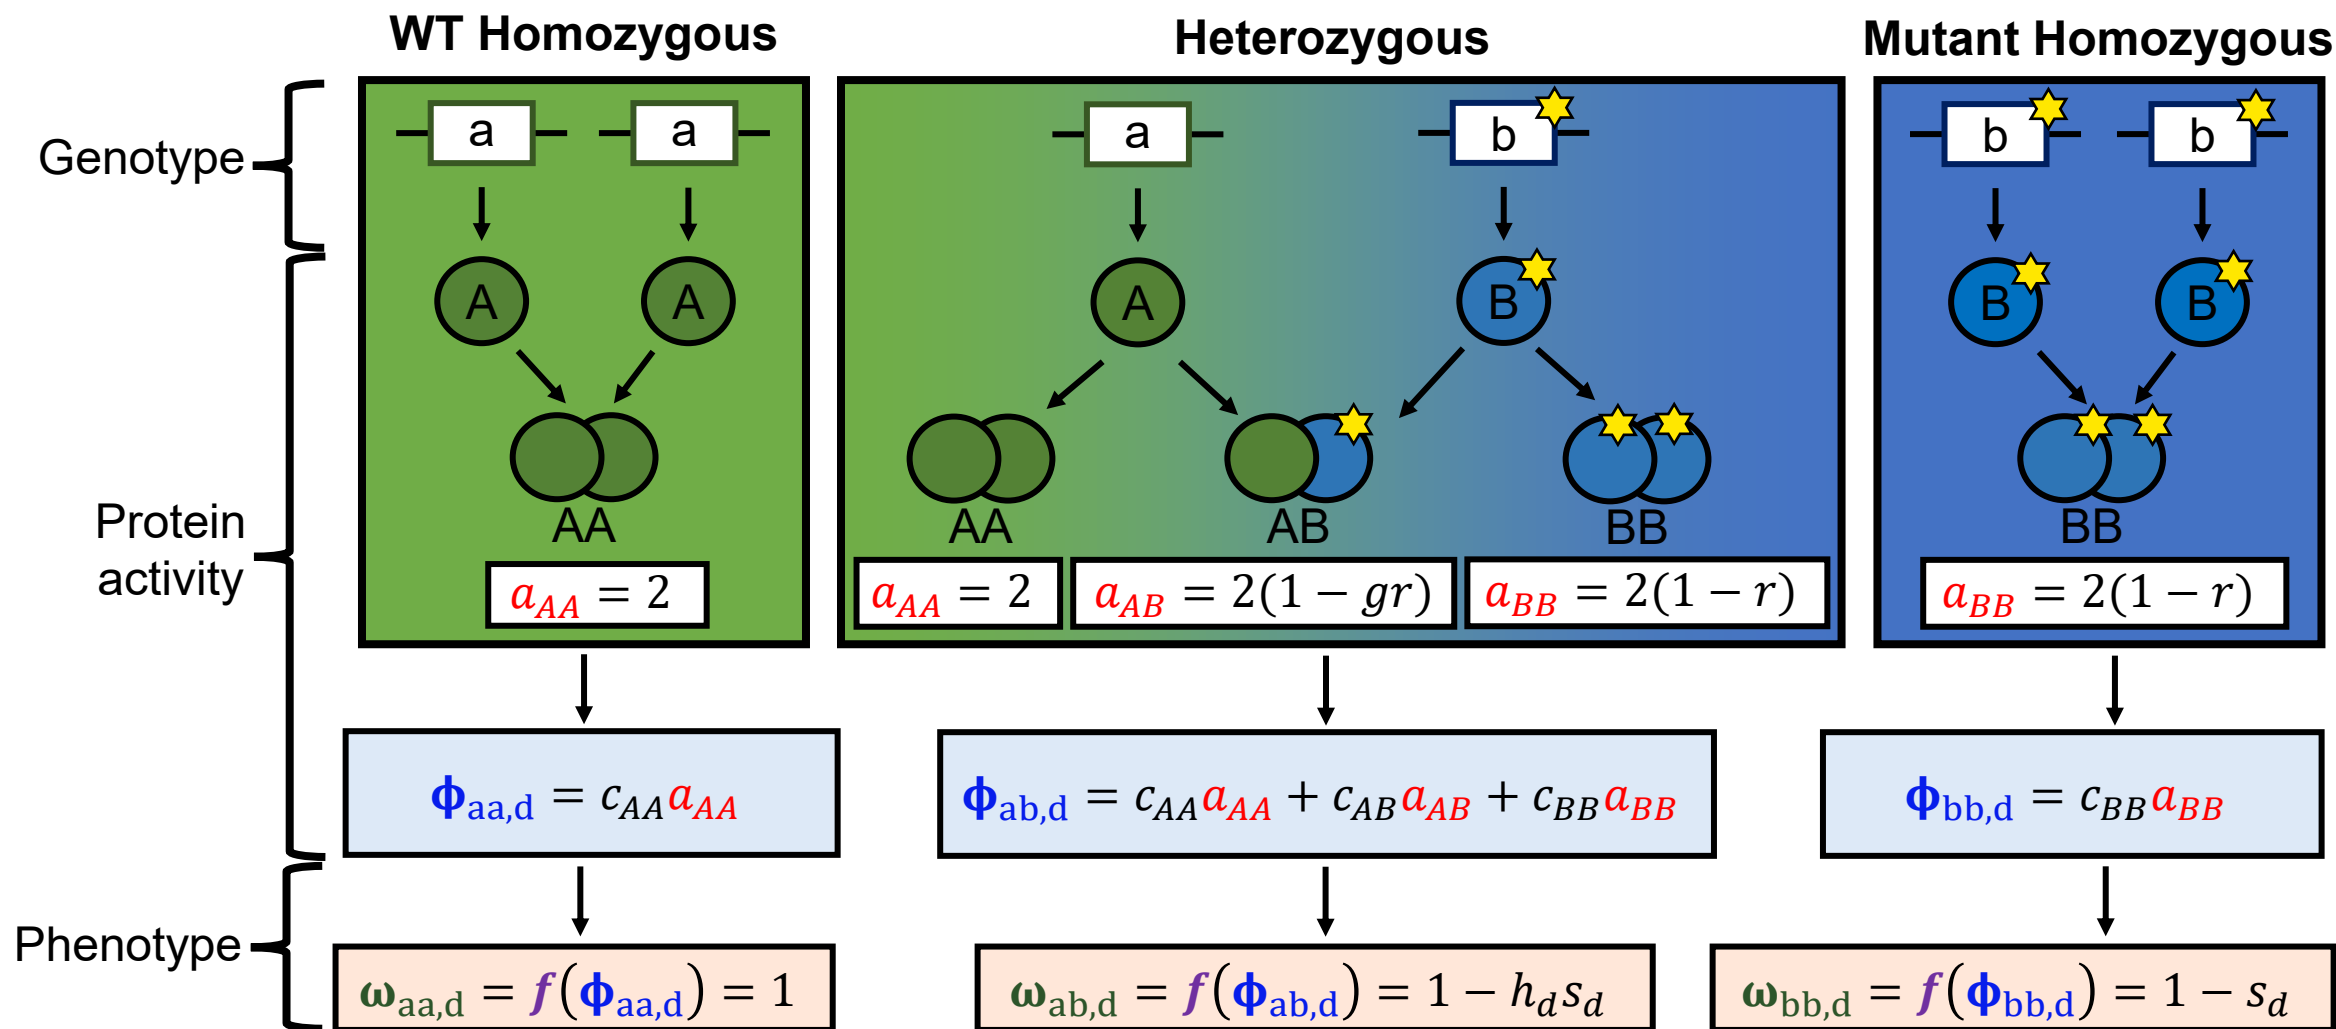 WT Homozygous
Heterozygous
Mutant Homozygous
Genotype
a a
a b
b b
A A
A B
B B
Protein
activity
AA
AA AB BB
BB
a_AA = 2
a_AA = 2
a_AB = 2(1 − gr)
a_BB = 2(1 − r)
a_BB = 2(1 − r)
ϕ_aa,d = c_AA a_AA
ϕ_ab,d = c_AA a_AA + c_AB a_AB + c_BB a_BB
ϕ_bb,d = c_BB a_BB
Phenotype
ω_aa,d = f(ϕ_aa,d) = 1
ω_ab,d = f(ϕ_ab,d) = 1 − h_d s_d
ω_bb,d = f(ϕ_bb,d) = 1 − s_d